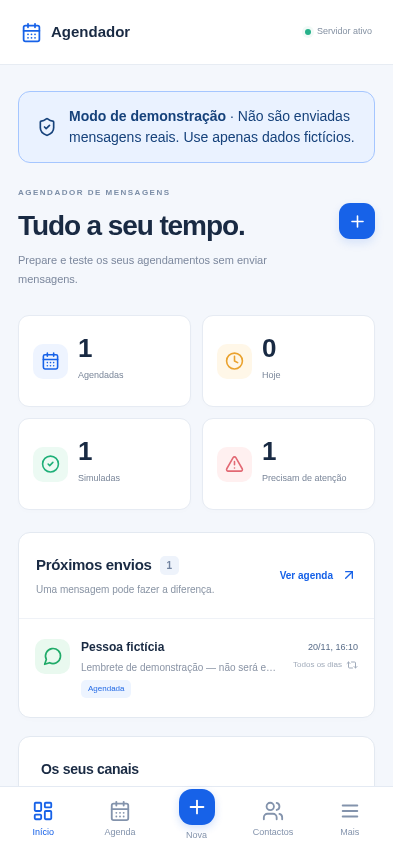 Agendador
Servidor ativo
Modo de demonstração · Não são enviadas
mensagens reais. Use apenas dados fictícios.
AGENDADOR DE MENSAGENS
Tudo a seu tempo.
Prepare e teste os seus agendamentos sem enviar
mensagens.
1
Agendadas
0
Hoje
1
Simuladas
1
Precisam de atenção
Próximos envios 1
Ver agenda
Uma mensagem pode fazer a diferença.
Pessoa fictícia
20/11, 16:10
Lembrete de demonstração — não será e…
Todos os dias
Agendada
Os seus canais
Início
Agenda
Nova
Contactos
Mais